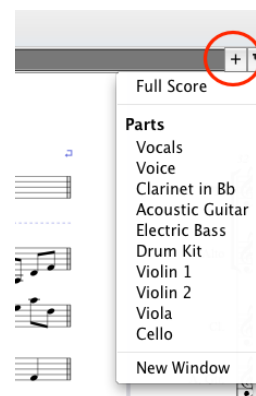 +
Full Score
Parts
Vocals
Voice
Clarinet in Bb
Acoustic Guitar
Electric Bass
Drum Kit
Violin 1
Violin 2
Viola
Cello
New Window